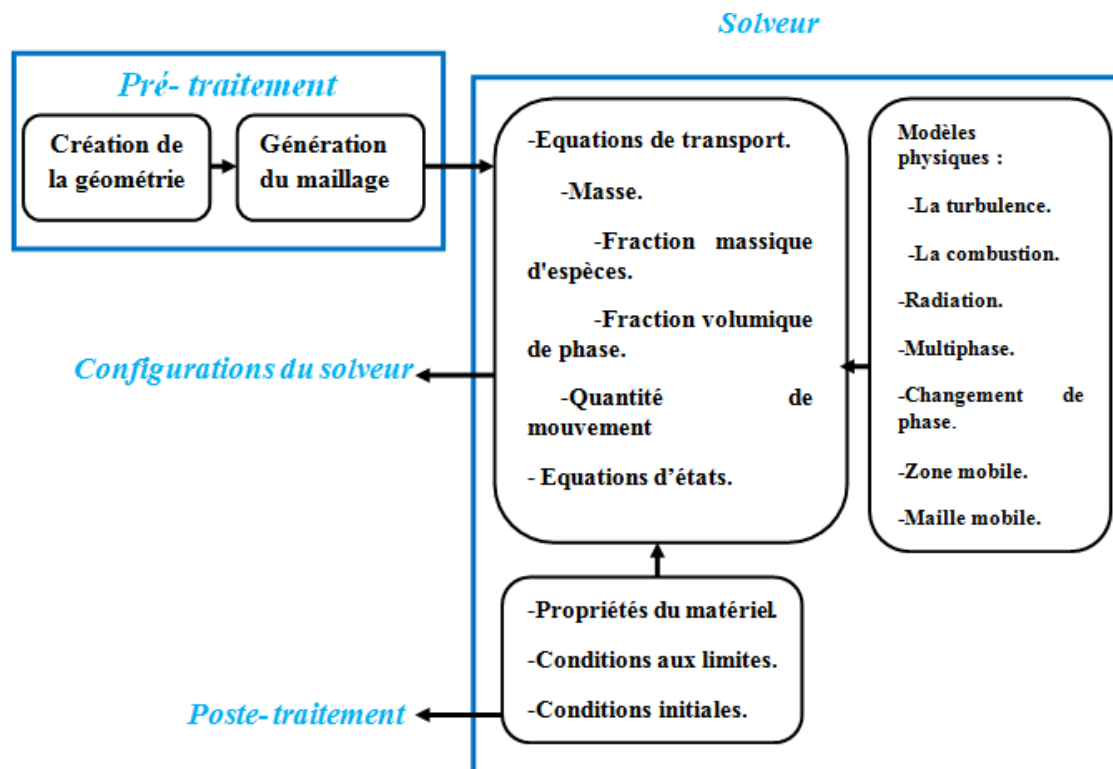 Solveur
Pré- traitement
Création de
la géométrie
Génération
du maillage
-Equations de transport.
-Masse.
-Fraction massique
d'espèces.
-Fraction volumique
de phase.
-Quantité de
mouvement
- Equations d’états.
Modèles
physiques :
-La turbulence.
-La combustion.
-Radiation.
-Multiphase.
-Changement de
phase.
-Zone mobile.
-Maille mobile.
Configurations du solveur
-Propriétés du matériel.
-Conditions aux limites.
-Conditions initiales.
Poste- traitement